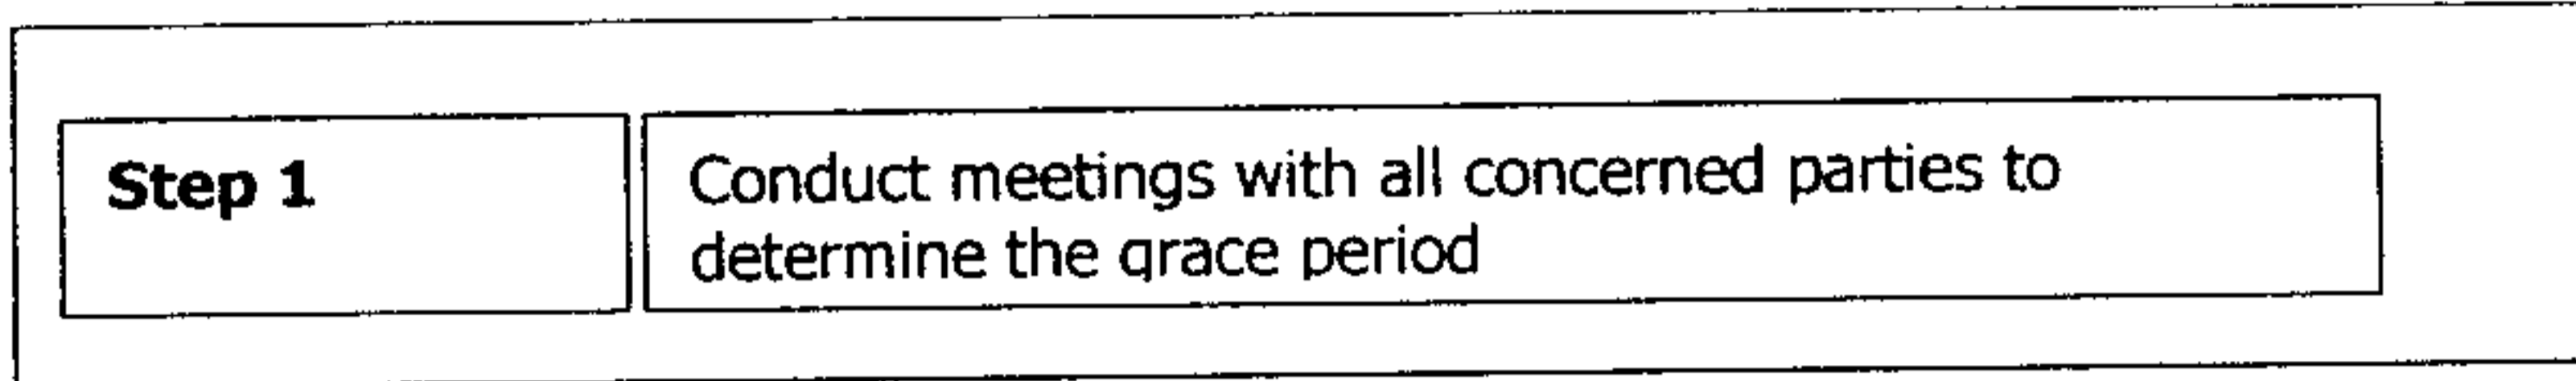 Step 1
Conduct meetings with all concerned parties to
determine the grace period